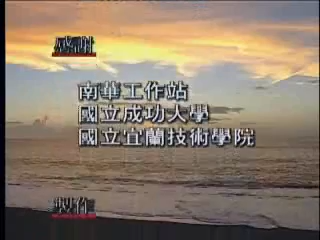 感謝
南華工作站
國立成功大學
國立宜蘭技術學院
製作